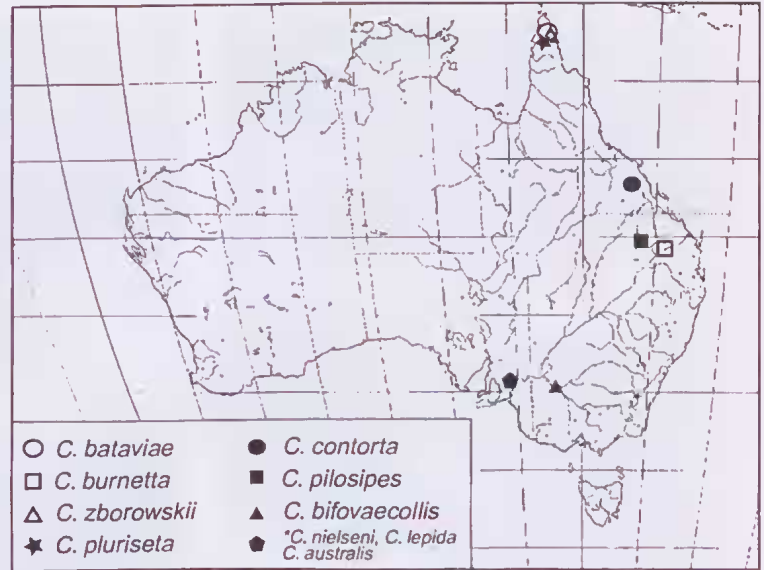 C. bataviae
C. burnetta
C. zborowskii
C. pluriseta
C. contorta
C. pilosipes
C. bifovaecollis
*C. nielseni, C. lepida
C. australis